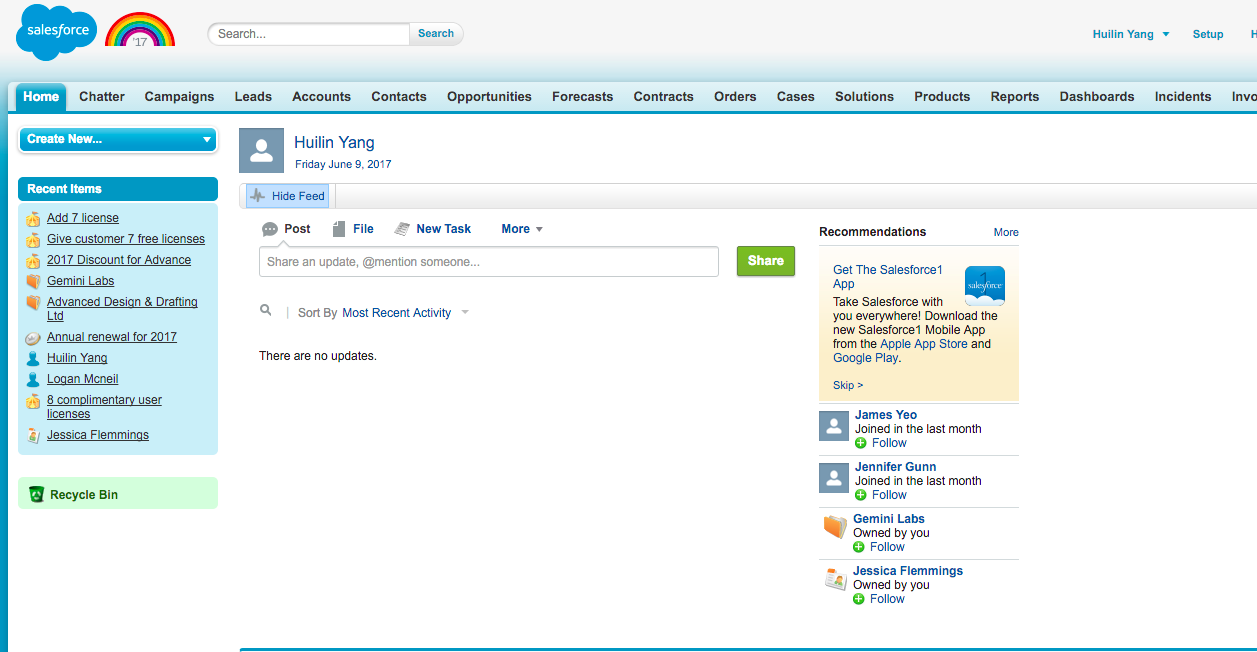 salesforce
'17
Search...
Search
Huilin Yang
Setup
Home
Chatter
Campaigns
Leads
Accounts
Contacts
Opportunities
Forecasts
Contracts
Orders
Cases
Solutions
Products
Reports
Dashboards
Incidents
Create New...
Recent Items
Add 7 license
Give customer 7 free licenses
2017 Discount for Advance
Gemini Labs
Advanced Design & Drafting
Ltd
Annual renewal for 2017
Huilin Yang
Logan Mcneil
8 complimentary user
licenses
Jessica Flemmings
Recycle Bin
Huilin Yang
Friday June 9, 2017
Hide Feed
Post
File
New Task
More
Share an update, @mention someone...
Share
Sort By Most Recent Activity
There are no updates.
Recommendations
More
Get The Salesforce1
App
1
salesforce
Take Salesforce with
you everywhere! Download the
new Salesforce1 Mobile App
from the Apple App Store and
Google Play.
Skip >
James Yeo
Joined in the last month
Follow
Jennifer Gunn
Joined in the last month
Follow
Gemini Labs
Owned by you
Follow
Jessica Flemmings
Owned by you
Follow